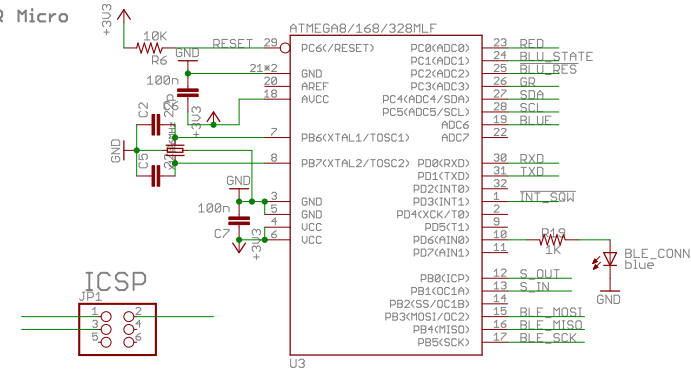 R Micro
+3V3
10K
R6
RESET
GND
100n
C2
+3V3
GND
C5
GND
100n
C7
+3V3
ATMEGA8/168/328MLF
29 PC6(/RESET)
21*2 GND
20 AREF
18 AVCC
7 PB6(XTAL1/TOSC1)
8 PB7(XTAL2/TOSC2)
3 GND
5 GND
4 VCC
6 VCC
PC0(ADC0) 23 RED
PC1(ADC1) 24 BLU_STATE
PC2(ADC2) 25 BLU_RES
PC3(ADC3) 26 GR
PC4(ADC4/SDA) 27 SDA
PC5(ADC5/SCL) 28 SCL
ADC6 19 BLUE
ADC7 22
PD0(RXD) 30 RXD
PD1(TXD) 31 TXD
PD2(INT0) 32
PD3(INT1) 1 INT_SQW
PD4(XCK/T0) 2
PD5(T1) 9
PD6(AIN0) 10
PD7(AIN1) 11
R19
1K
BLE_CONN
blue
GND
PB0(ICP) 12 S_OUT
PB1(OC1A) 13 S_IN
PB2(SS/OC1B) 14
PB3(MOSI/OC2) 15 BLE_MOSI
PB4(MISO) 16 BLE_MISO
PB5(SCK) 17 BLE_SCK
U3
ICSP
JP1
1 2
3 4
5 6